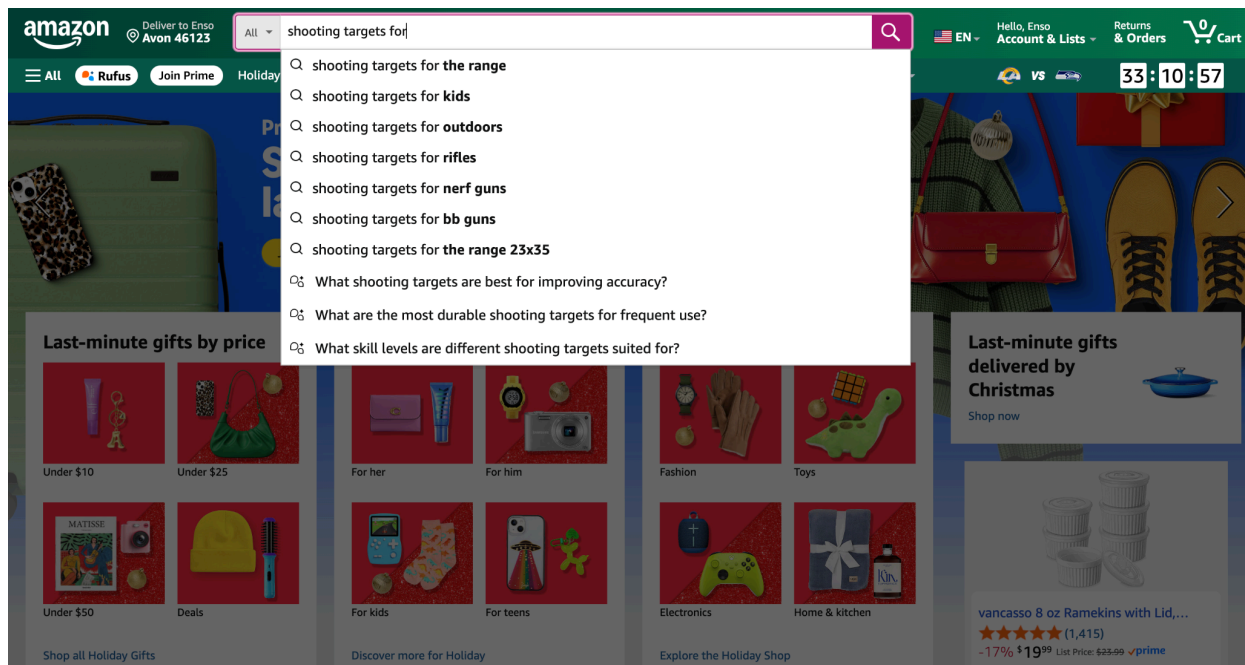 amazon
Deliver to Enso
Avon 46123
All
shooting targets for
EN
Hello, Enso
Account & Lists
Returns
& Orders
0
Cart
All
Rufus
Join Prime
Holiday
VS
33:10:57
shooting targets for the range
shooting targets for kids
shooting targets for outdoors
shooting targets for rifles
shooting targets for nerf guns
shooting targets for bb guns
shooting targets for the range 23x35
What shooting targets are best for improving accuracy?
What are the most durable shooting targets for frequent use?
What skill levels are different shooting targets suited for?
Last-minute gifts by price
Under $10
Under $25
MATISSE
Under $50
Deals
Shop all Holiday Gifts
For her
For him
For kids
For teens
Discover more for Holiday
Fashion
Toys
Kin
Electronics
Home & kitchen
Explore the Holiday Shop
Last-minute gifts
delivered by
Christmas
Shop now
vancasso 8 oz Ramekins with Lid,...
(1,415)
-17% $1999 List Price: $23.99 prime